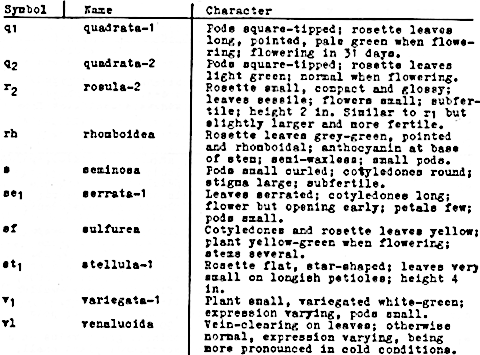 Symbol Name Character
q1 quadrata-1 Pods square-tipped; rosette leaves
long, pointed, pale green when flowe-
ring; flowering in 31 days.
q2 quadrata-2 Pods square-tipped; rosette leaves
light green; normal when flowering.
r2 rosula-2 Rosette small, compact and glossy;
leaves sessile; flowers small; subfer-
tile; height 2 in. Similar to r1 but
slightly larger and more fertile.
rh rhomboidea Rosette leaves grey-green, pointed
and rhomboidal; anthocyanin at base
of stem; semi-waxless; small pods.
s seminosa Pods small curled; cotyledones round;
stigma large; subfertile.
se1 serrata-1 Leaves serrated; cotyledones long;
flower but opening early; petals few;
pods small.
sf sulfurea Cotyledones and rosette leaves yellow;
plant yellow-green when flowering;
stems several.
st1 stellula-1 Rosette flat, star-shaped; leaves very
small on longish petioles; height 4
in.
v1 variegata-1 Plant small, variegated white-green;
expression varying, pods small.
vl venalucida Vein-clearing on leaves; otherwise
normal, expression varying, being
more pronounced in cold conditions.